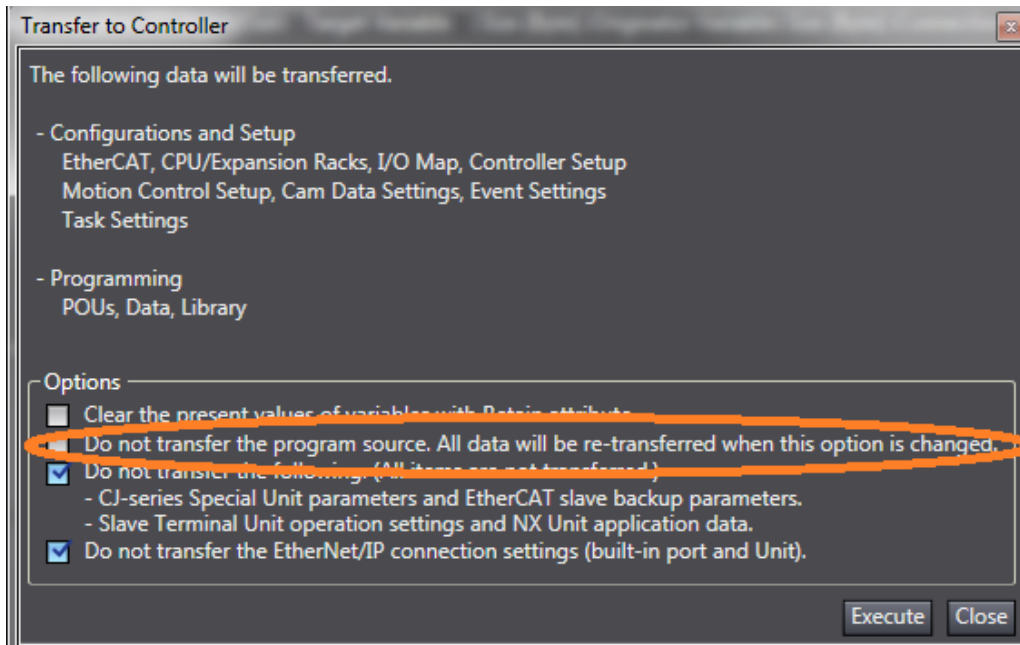 Transfer to Controller
The following data will be transferred.
- Configurations and Setup
EtherCAT, CPU/Expansion Racks, I/O Map, Controller Setup
Motion Control Setup, Cam Data Settings, Event Settings
Task Settings
- Programming
POUs, Data, Library
Options
Clear the present values of variables with Retain attribute.
Do not transfer the program source. All data will be re-transferred when this option is changed.
Do not transfer the following. (All items are not transferred.)
- CJ-series Special Unit parameters and EtherCAT slave backup parameters.
- Slave Terminal Unit operation settings and NX Unit application data.
Do not transfer the EtherNet/IP connection settings (built-in port and Unit).
Execute Close